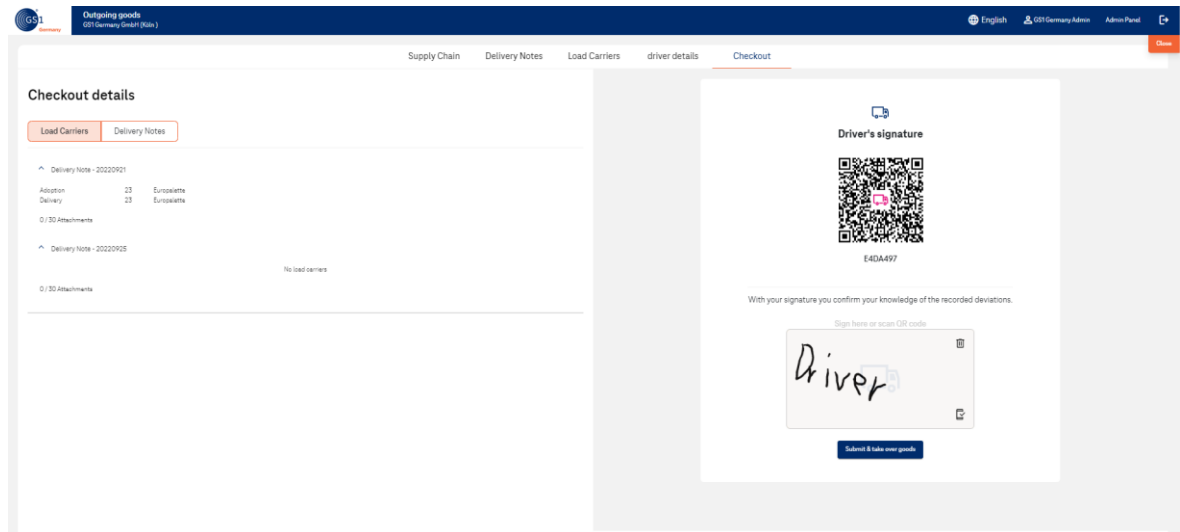 GS1
Germany
Outgoing goods
GS1 Germany GmbH (Köln )
English
GS1 Germany Admin
Admin Panel
Close
Supply Chain
Delivery Notes
Load Carriers
driver details
Checkout
Checkout details
Load Carriers
Delivery Notes
Delivery Note - 20220921
Adoption 23 Europalette
Delivery 23 Europalette
0 / 30 Attachments
Delivery Note - 20220925
No load carriers
0 / 30 Attachments
Driver's signature
E4DA497
With your signature you confirm your knowledge of the recorded deviations.
Sign here or scan QR code
Driver
Submit & take over goods